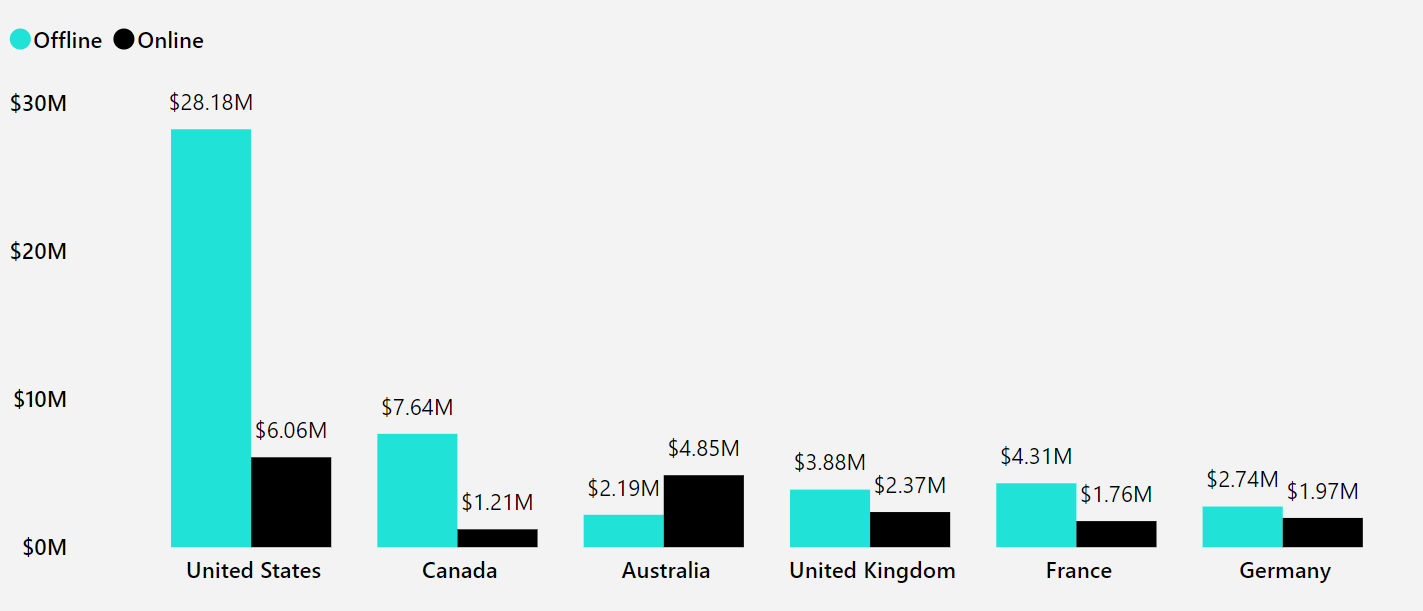 Offline Online
$30M
$20M
$10M
$0M
$28.18M
$6.06M
$7.64M
$1.21M
$2.19M
$4.85M
$3.88M
$2.37M
$4.31M
$1.76M
$2.74M
$1.97M
United States Canada Australia United Kingdom France Germany